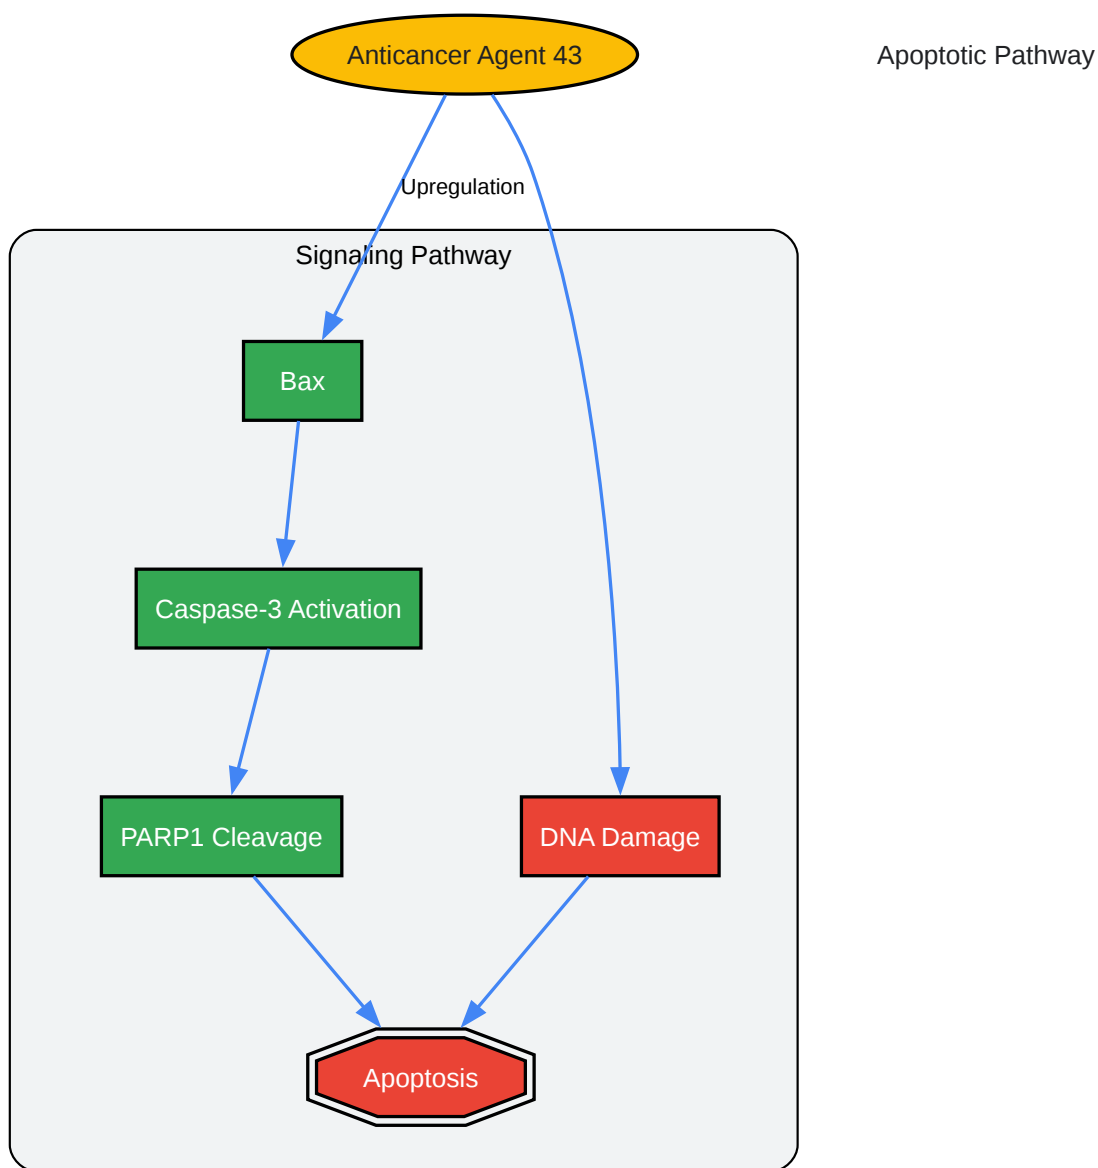 Anticancer Agent 43
Apoptotic Pathway
Upregulation
Signaling Pathway
Bax
Caspase-3 Activation
PARP1 Cleavage
DNA Damage
Apoptosis